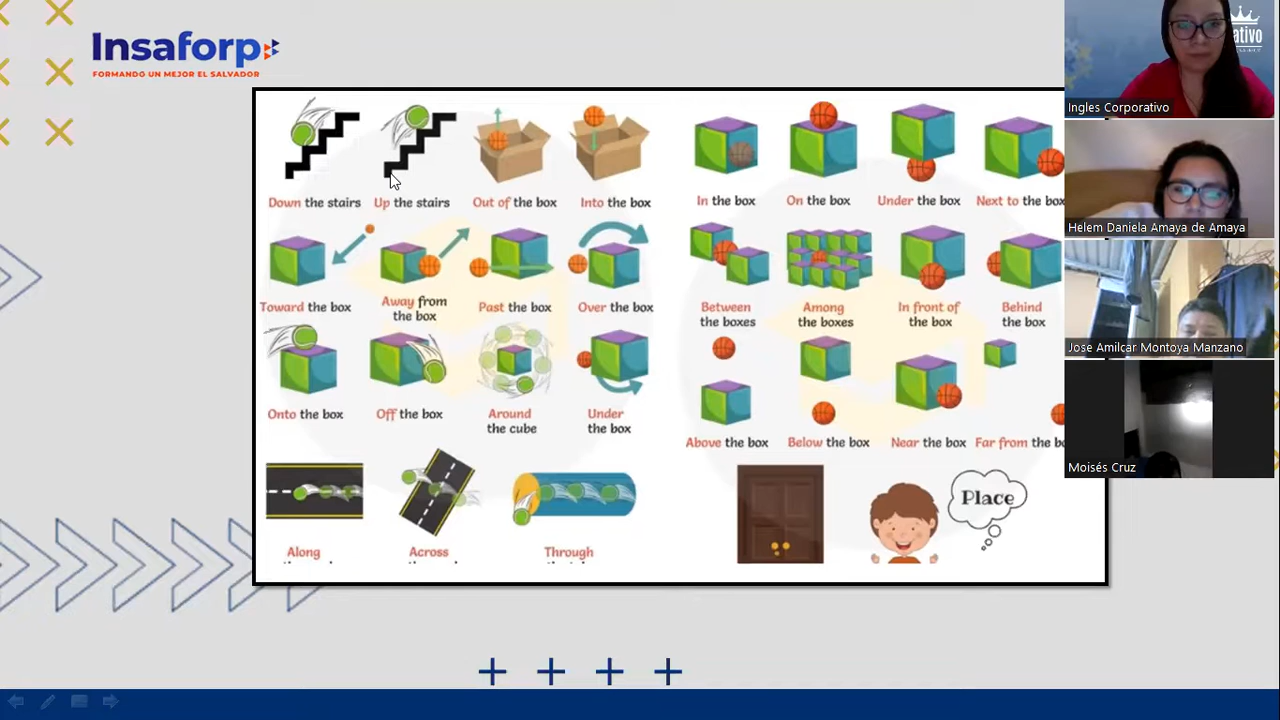 Insaforp
FORMANDO UN MEJOR EL SALVADOR
Down the stairs
Up the stairs
Out of the box
Into the box
In the box
On the box
Under the box
Next to the box
Toward the box
Away from
the box
Past the box
Over the box
Between
the boxes
Among
the boxes
In front of
the box
Behind
the box
Onto the box
Off the box
Around
the cube
Under
the box
Above the box
Below the box
Near the box
Far from the bo
Along
Across
Through
Place
ativo
Ingles Corporativo
Helem Daniela Amaya de Amaya
Jose Amilcar Montoya Manzano
Moisés Cruz